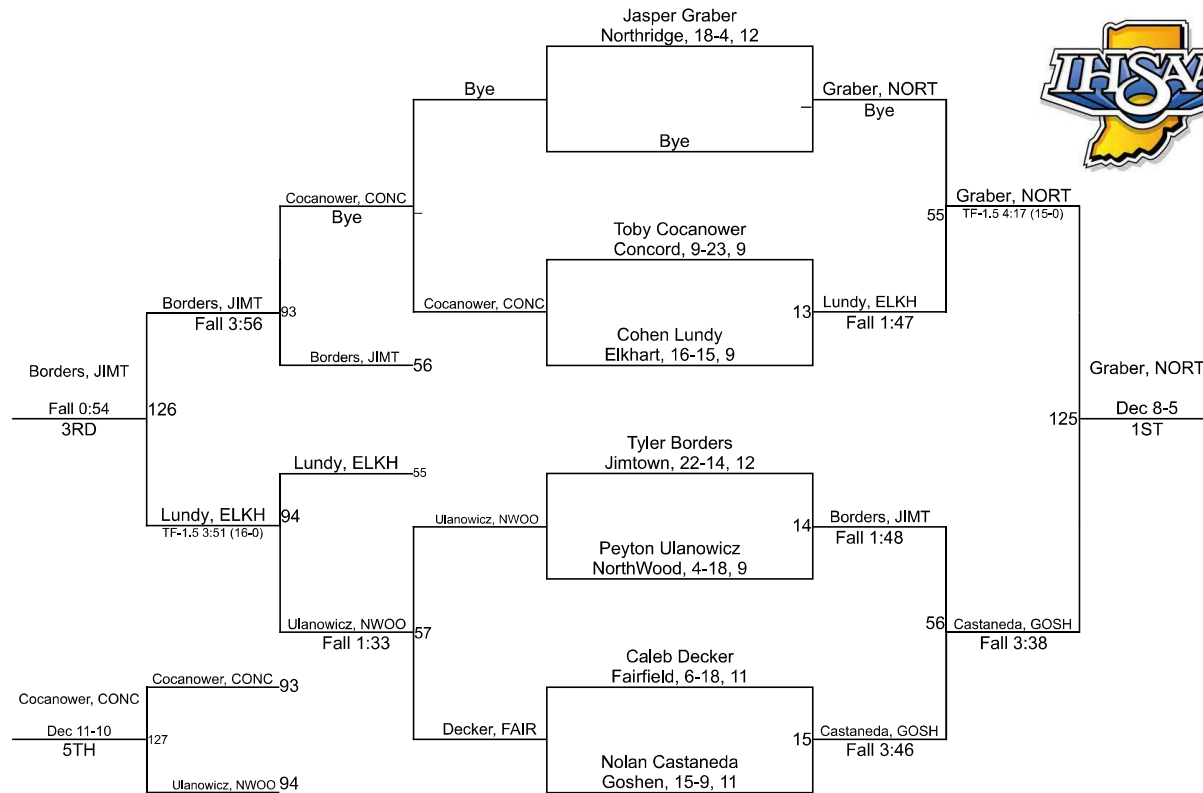 Jasper Graber
Northridge, 18-4, 12
IHSAA
Bye
Graber, NORT
Bye
Bye
Cocanower, CONC
Bye
Graber, NORT
55
TF-1.5 4:17 (15-0)
Toby Cocanower
Concord, 9-23, 9
Borders, JIMT
93
Fall 3:56
Cocanower, CONC
13
Lundy, ELKH
Fall 1:47
Cohen Lundy
Elkhart, 16-15, 9
Borders, JIMT
56
Borders, JIMT
Graber, NORT
Fall 0:54
126
3RD
125
Dec 8-5
1ST
Tyler Borders
Jimtown, 22-14, 12
Lundy, ELKH
55
Lundy, ELKH
94
TF-1.5 3:51 (16-0)
Ulanowicz, NWOO
14
Borders, JIMT
Fall 1:48
Peyton Ulanowicz
NorthWood, 4-18, 9
Ulanowicz, NWOO
57
Fall 1:33
56
Castaneda, GOSH
Fall 3:38
Caleb Decker
Fairfield, 6-18, 11
Cocanower, CONC
93
Cocanower, CONC
Dec 11-10
127
5TH
Decker, FAIR
15
Castaneda, GOSH
Fall 3:46
Nolan Castaneda
Goshen, 15-9, 11
Ulanowicz, NWOO
94